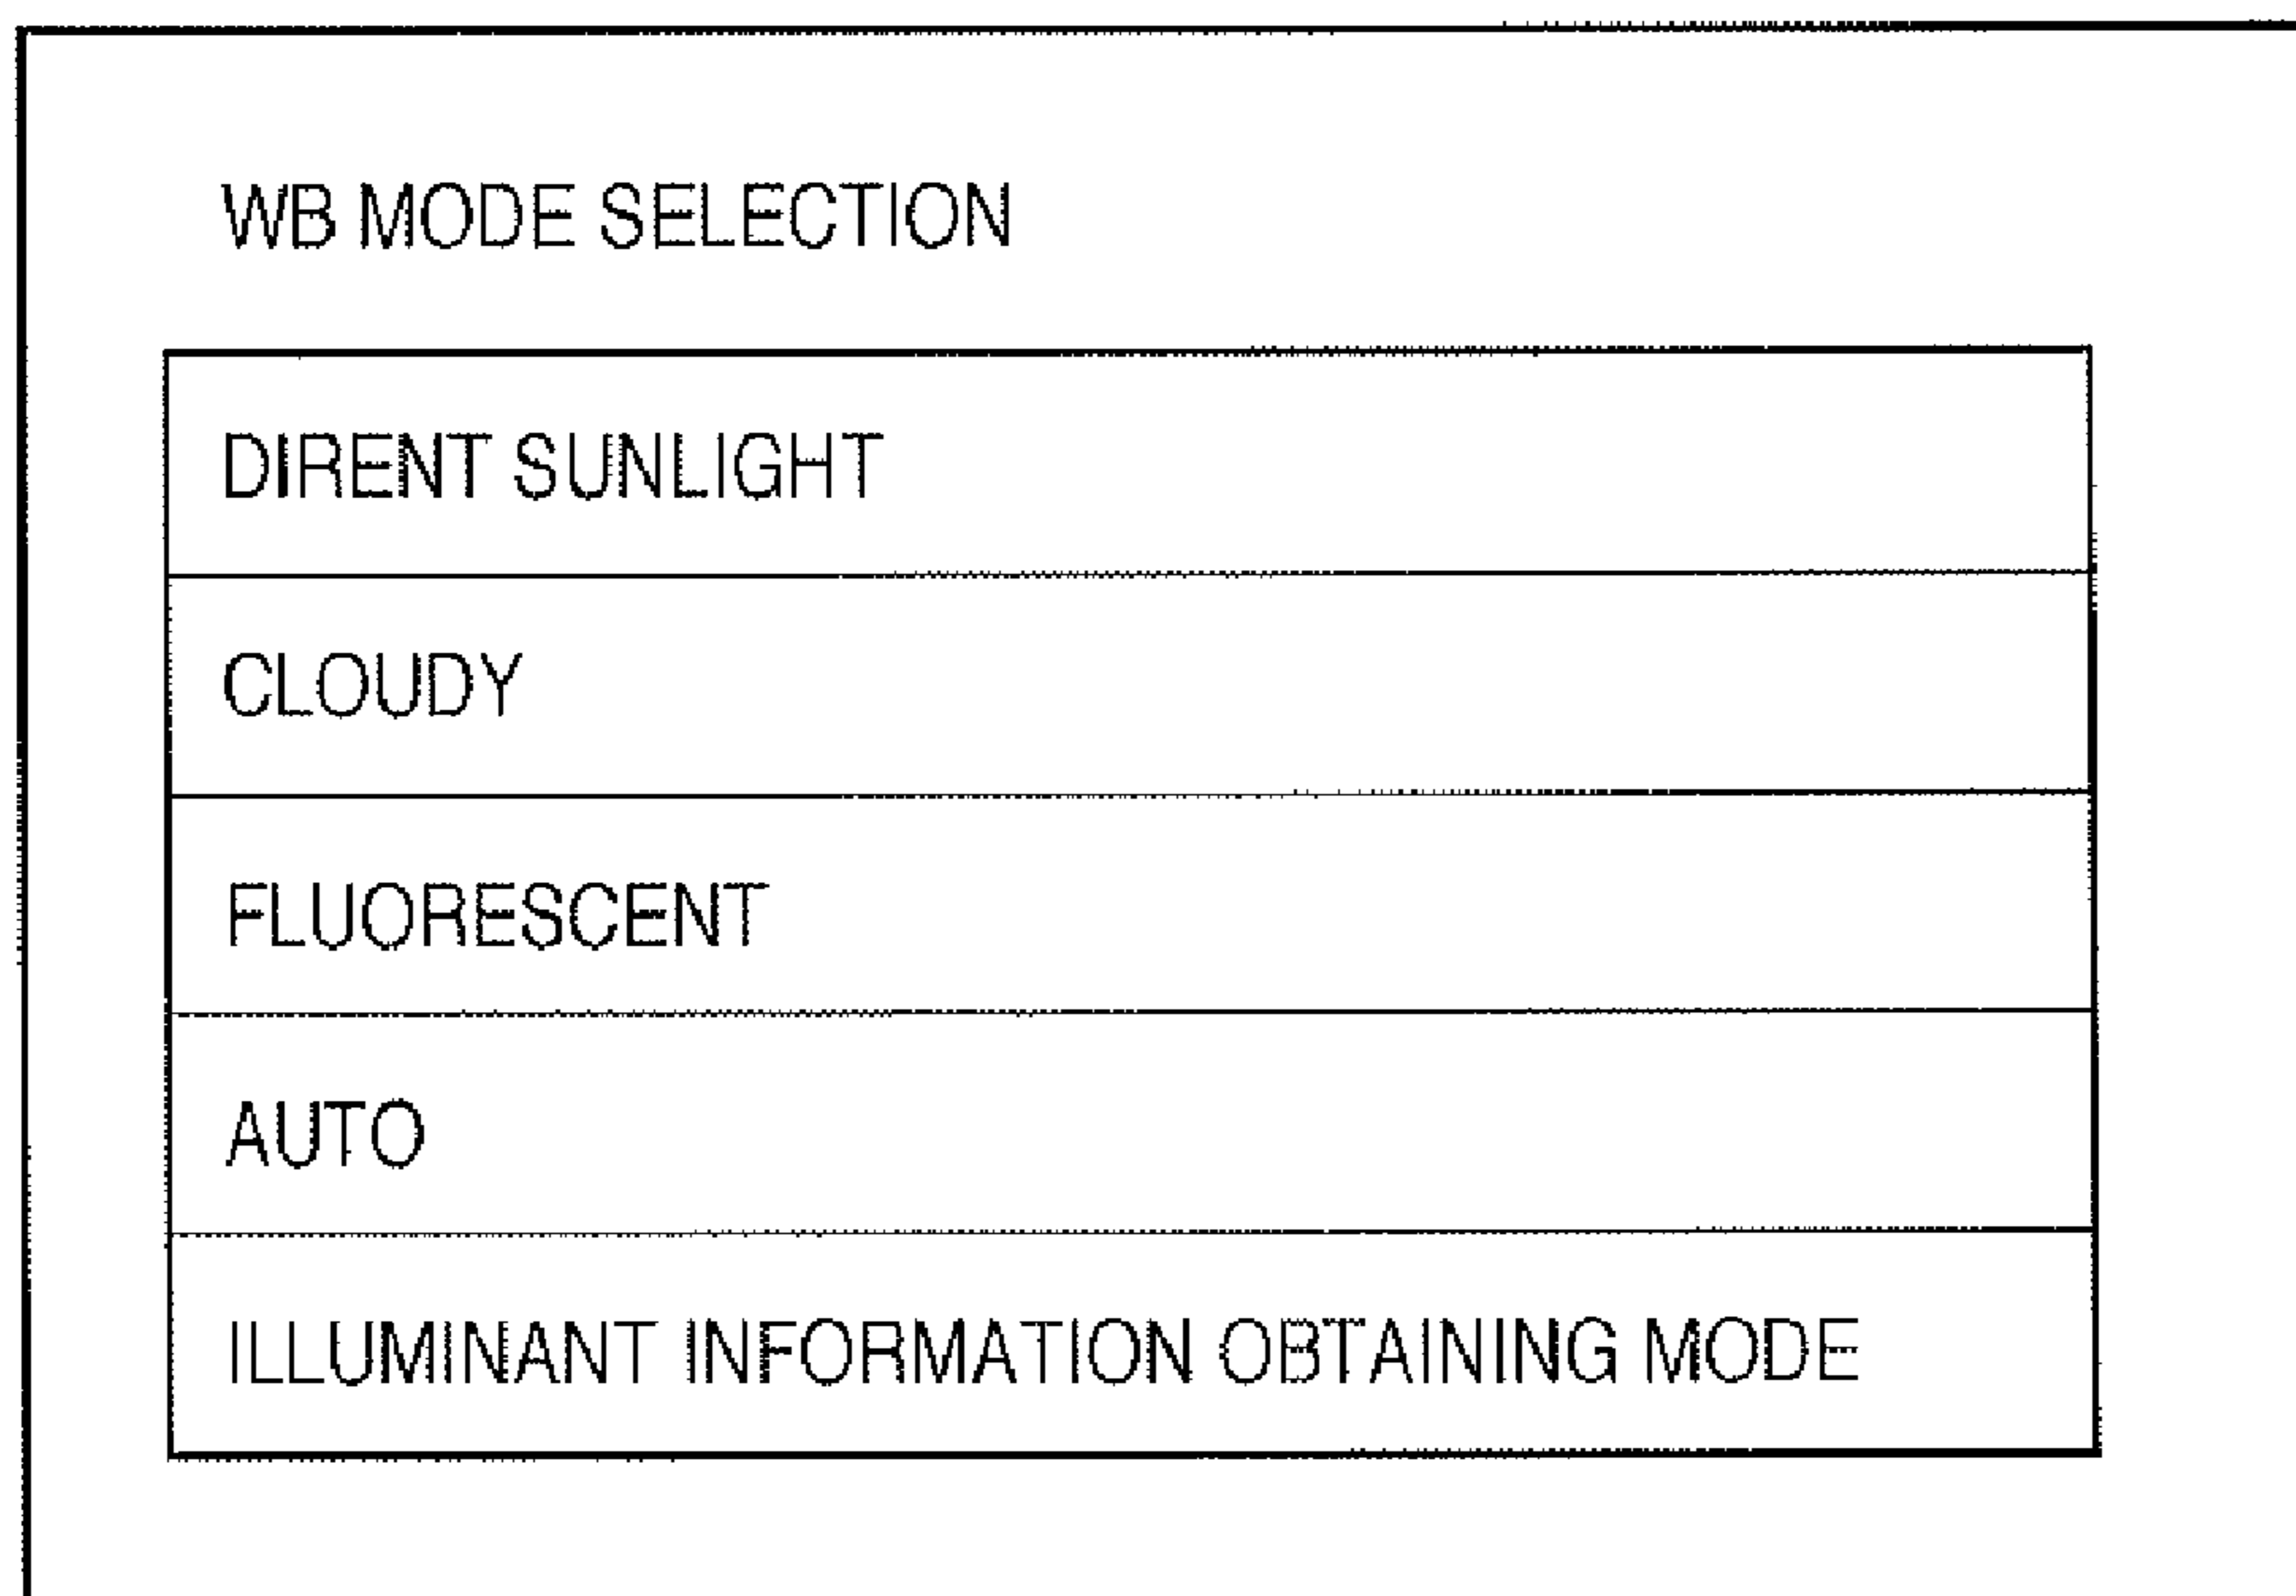 WB MODE SELECTION
DIRENT SUNLIGHT
CLOUDY
FLUORESCENT
AUTO
ILLUMINANT INFORMATION OBTAINING MODE